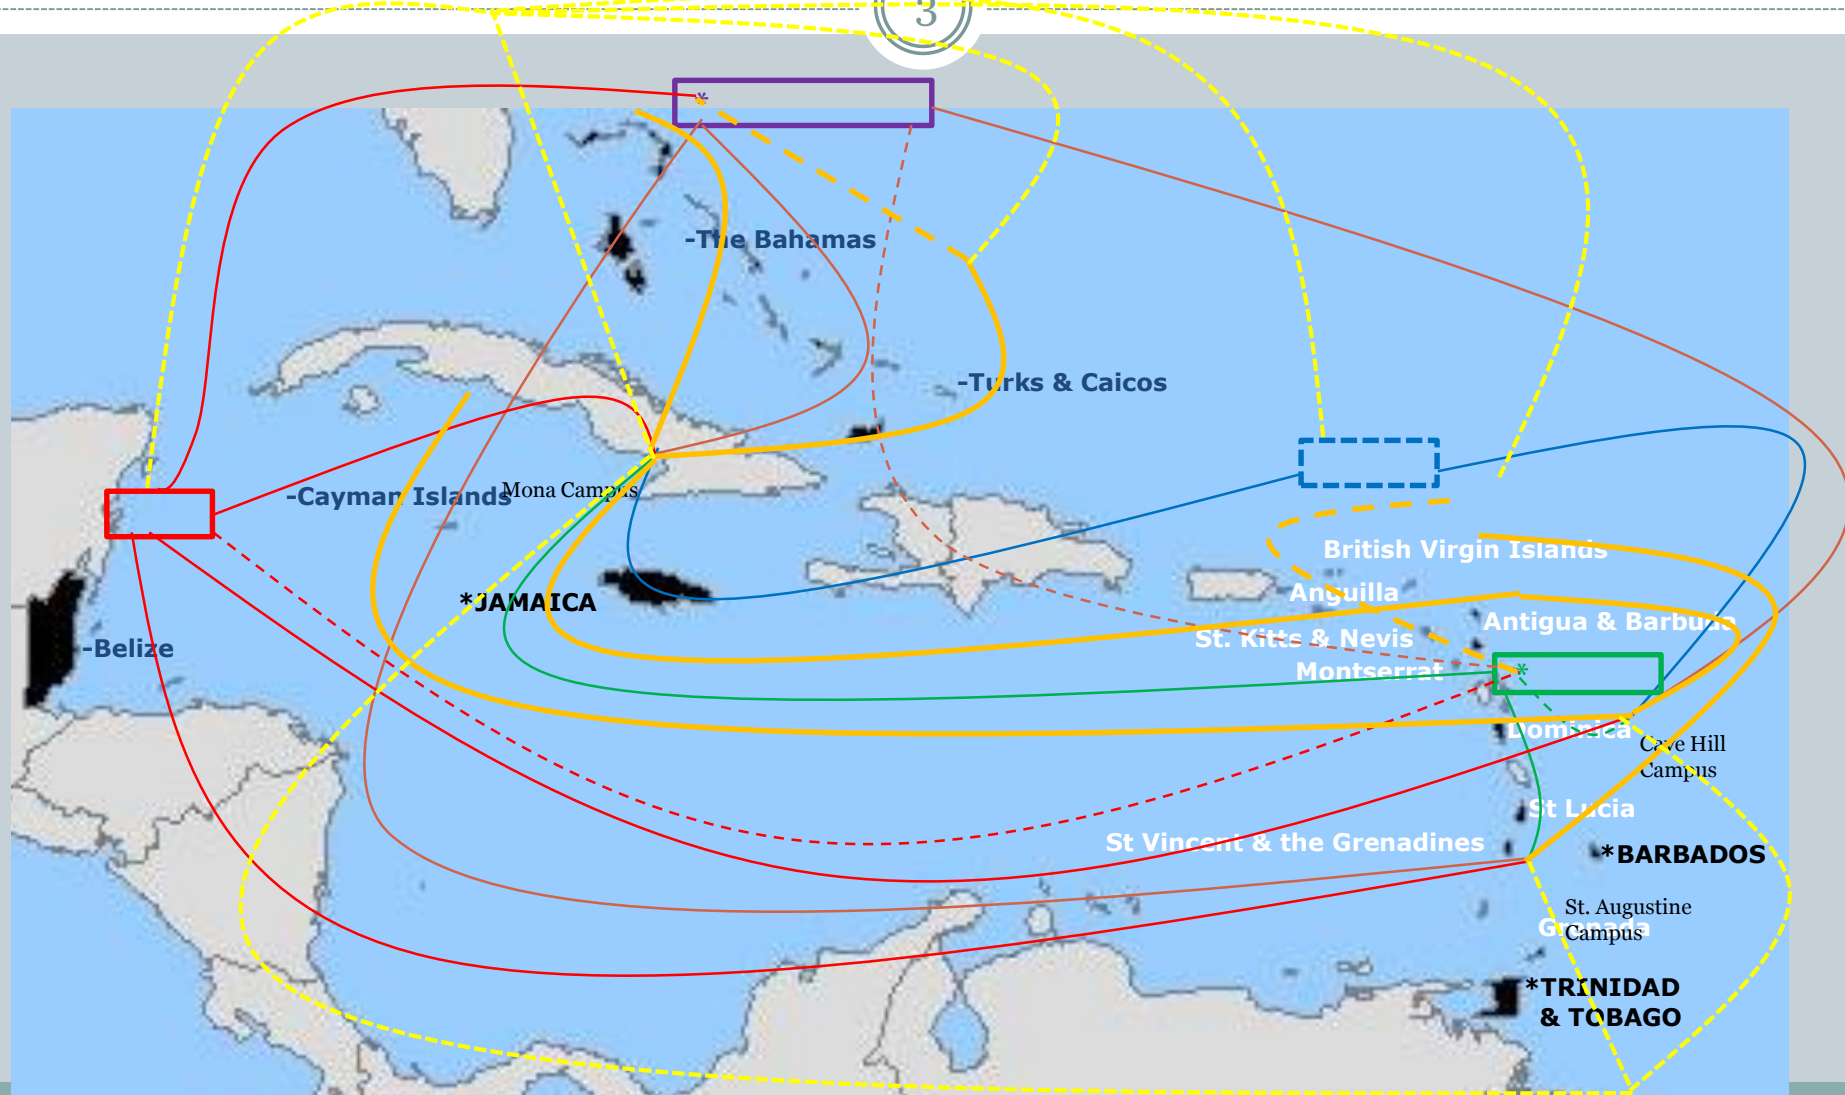 3
-The Bahamas
-Turks & Caicos
-Cayman Islands
Mona Campus
British Virgin Islands
Anguilla
*JAMAICA
Antigua & Barbuda
St. Kitts & Nevis
-Belize
Montserrat
*
*
Dominica
Cave Hill
Campus
St Lucia
St Vincent & the Grenadines
*BARBADOS
St. Augustine
Campus
Grenada
*TRINIDAD
& TOBAGO